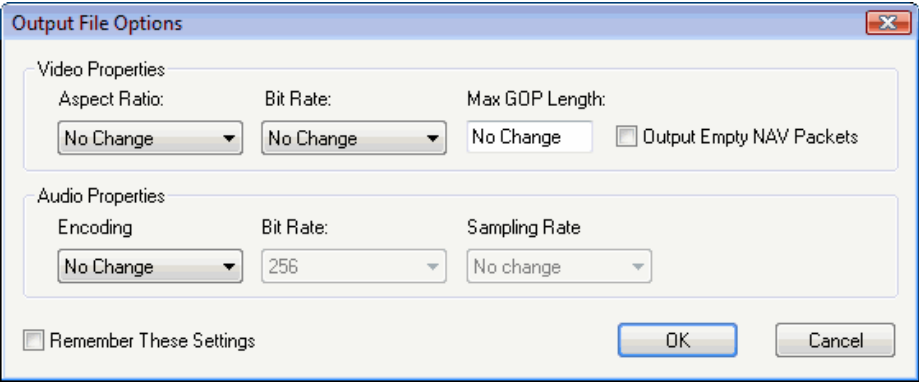 Output File Options
Video Properties
Aspect Ratio: Bit Rate: Max GOP Length:
No Change No Change No Change Output Empty NAV Packets
Audio Properties
Encoding Bit Rate: Sampling Rate
No Change 256 No change
Remember These Settings OK Cancel